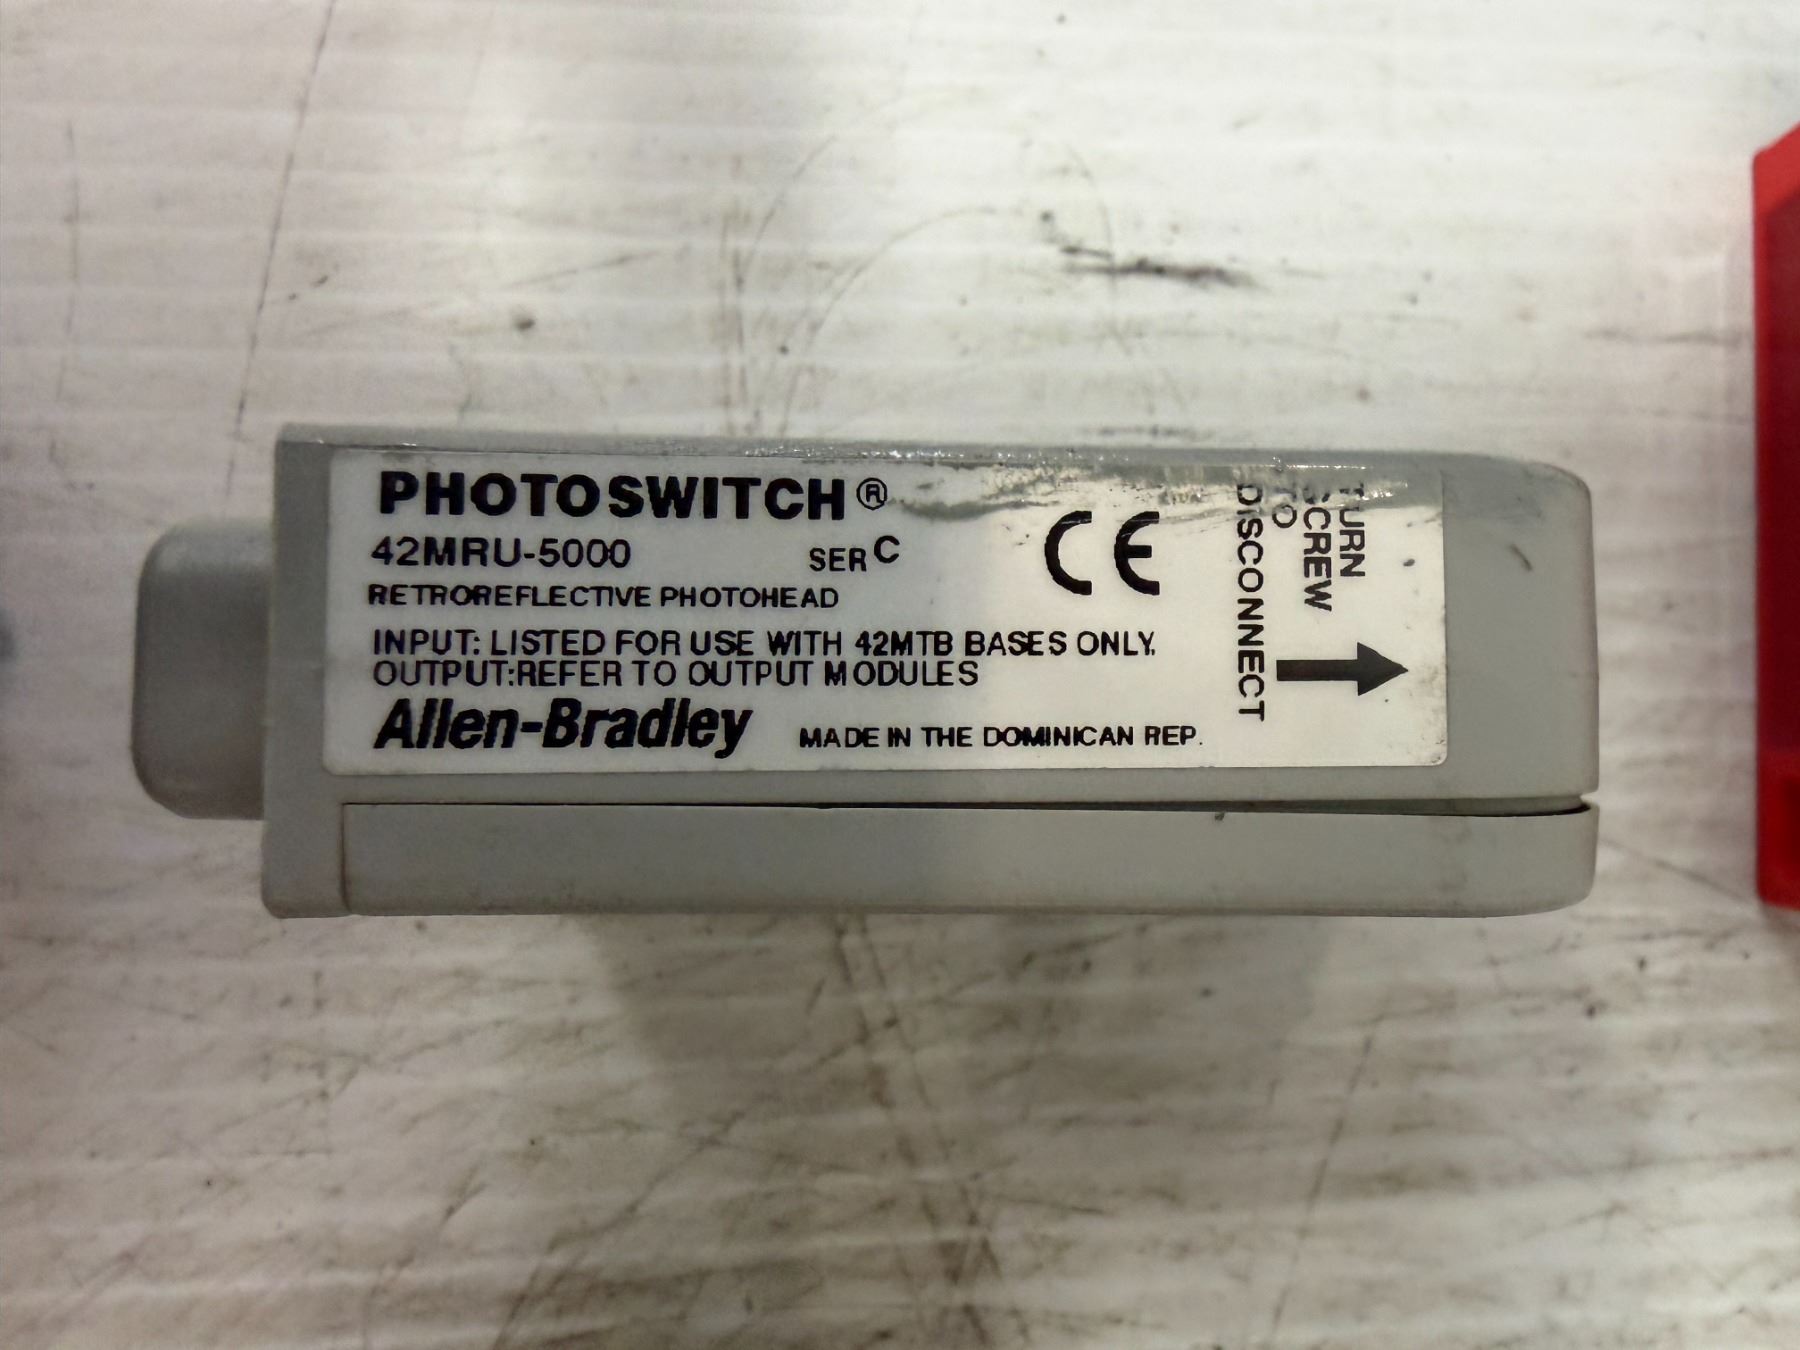 PHOTOSWITCH®
42MRU-5000 SER C
RETROREFLECTIVE PHOTOHEAD
INPUT: LISTED FOR USE WITH 42MTB BASES ONLY.
OUTPUT:REFER TO OUTPUT MODULES
Allen-Bradley MADE IN THE DOMINICAN REP.
CE
TURN
SCREW
TO
DISCONNECT